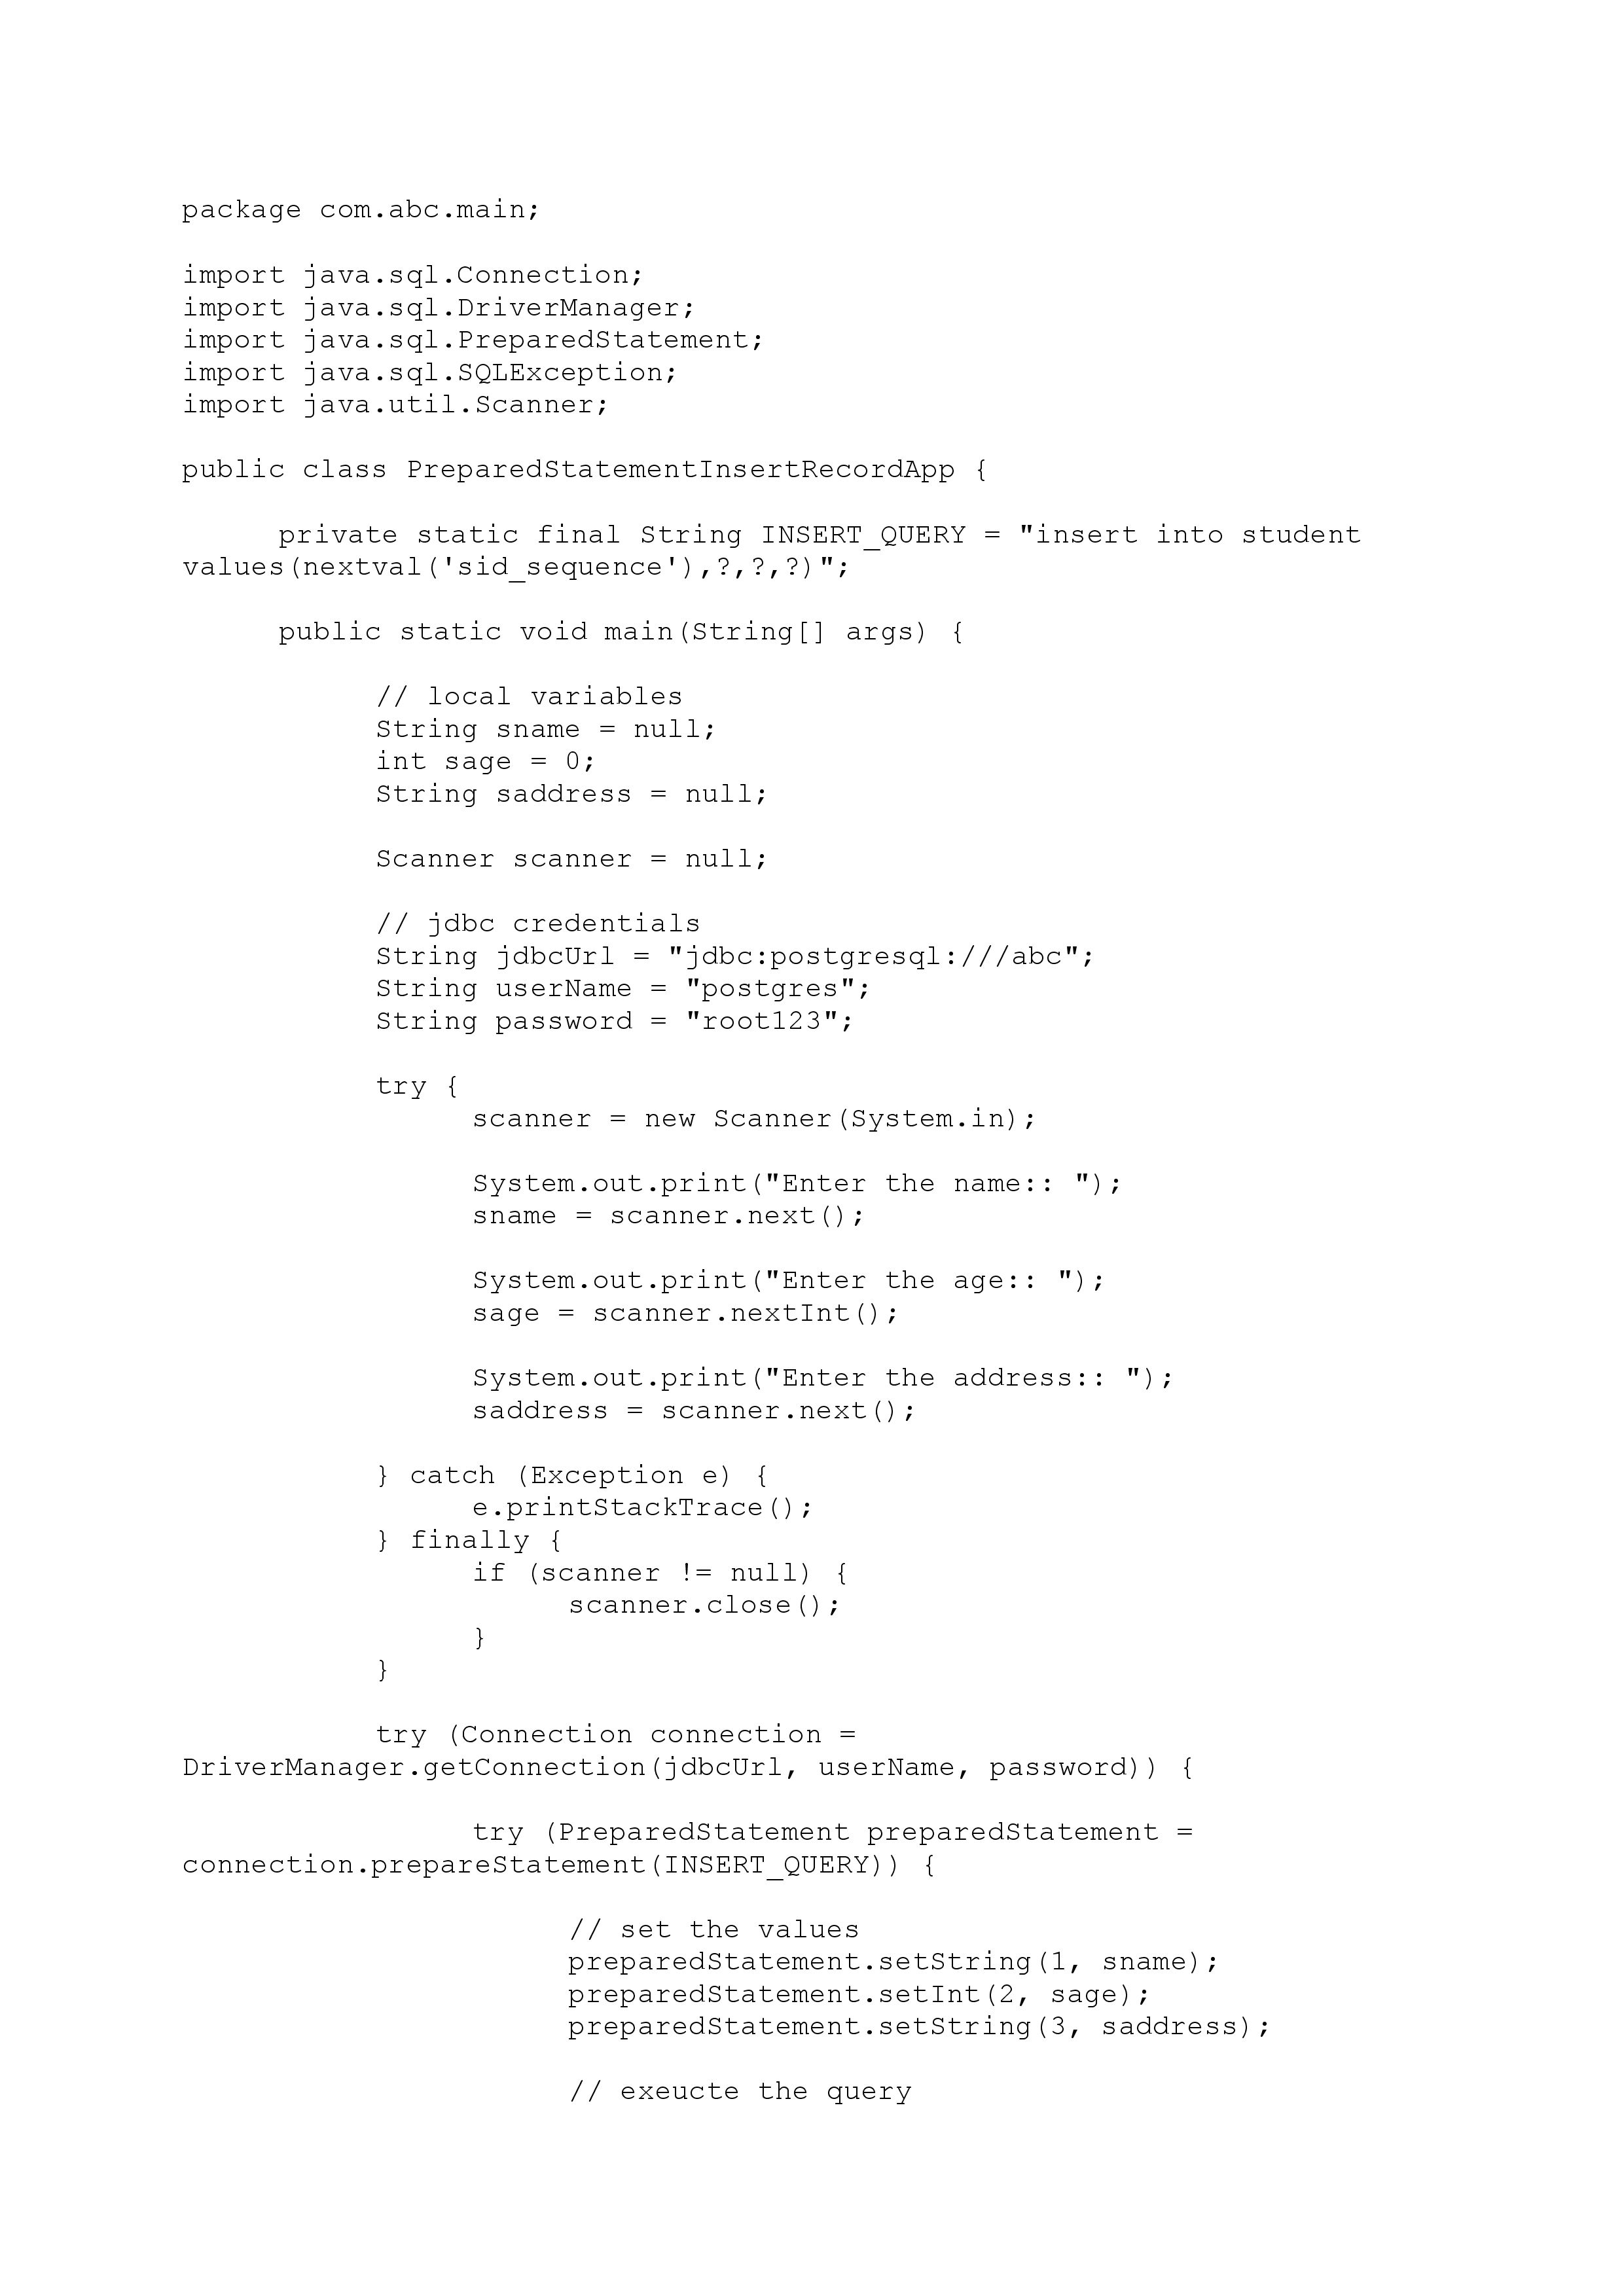 package com.abc.main;
import java.sql.Connection;
import java.sql.DriverManager;
import java.sql.PreparedStatement;
import java.sql.SQLException;
import java.util.Scanner;
public class PreparedStatementInsertRecordApp {
private static final String INSERT_QUERY = "insert into student
values(nextval('sid_sequence'),?,?,?)";
public static void main(String[] args) {
// local variables
String sname = null;
int sage = 0;
String saddress = null;
Scanner scanner = null;
// jdbc credentials
String jdbcUrl = "jdbc:postgresql:///abc";
String userName = "postgres";
String password = "root123";
try {
scanner = new Scanner(System.in);
System.out.print("Enter the name:: ");
sname = scanner.next();
System.out.print("Enter the age:: ");
sage = scanner.nextInt();
System.out.print("Enter the address:: ");
saddress = scanner.next();
} catch (Exception e) {
e.printStackTrace();
} finally {
if (scanner != null) {
scanner.close();
}
}
try (Connection connection =
DriverManager.getConnection(jdbcUrl, userName, password)) {
try (PreparedStatement preparedStatement =
connection.prepareStatement(INSERT_QUERY)) {
// set the values
preparedStatement.setString(1, sname);
preparedStatement.setInt(2, sage);
preparedStatement.setString(3, saddress);
// exeucte the query